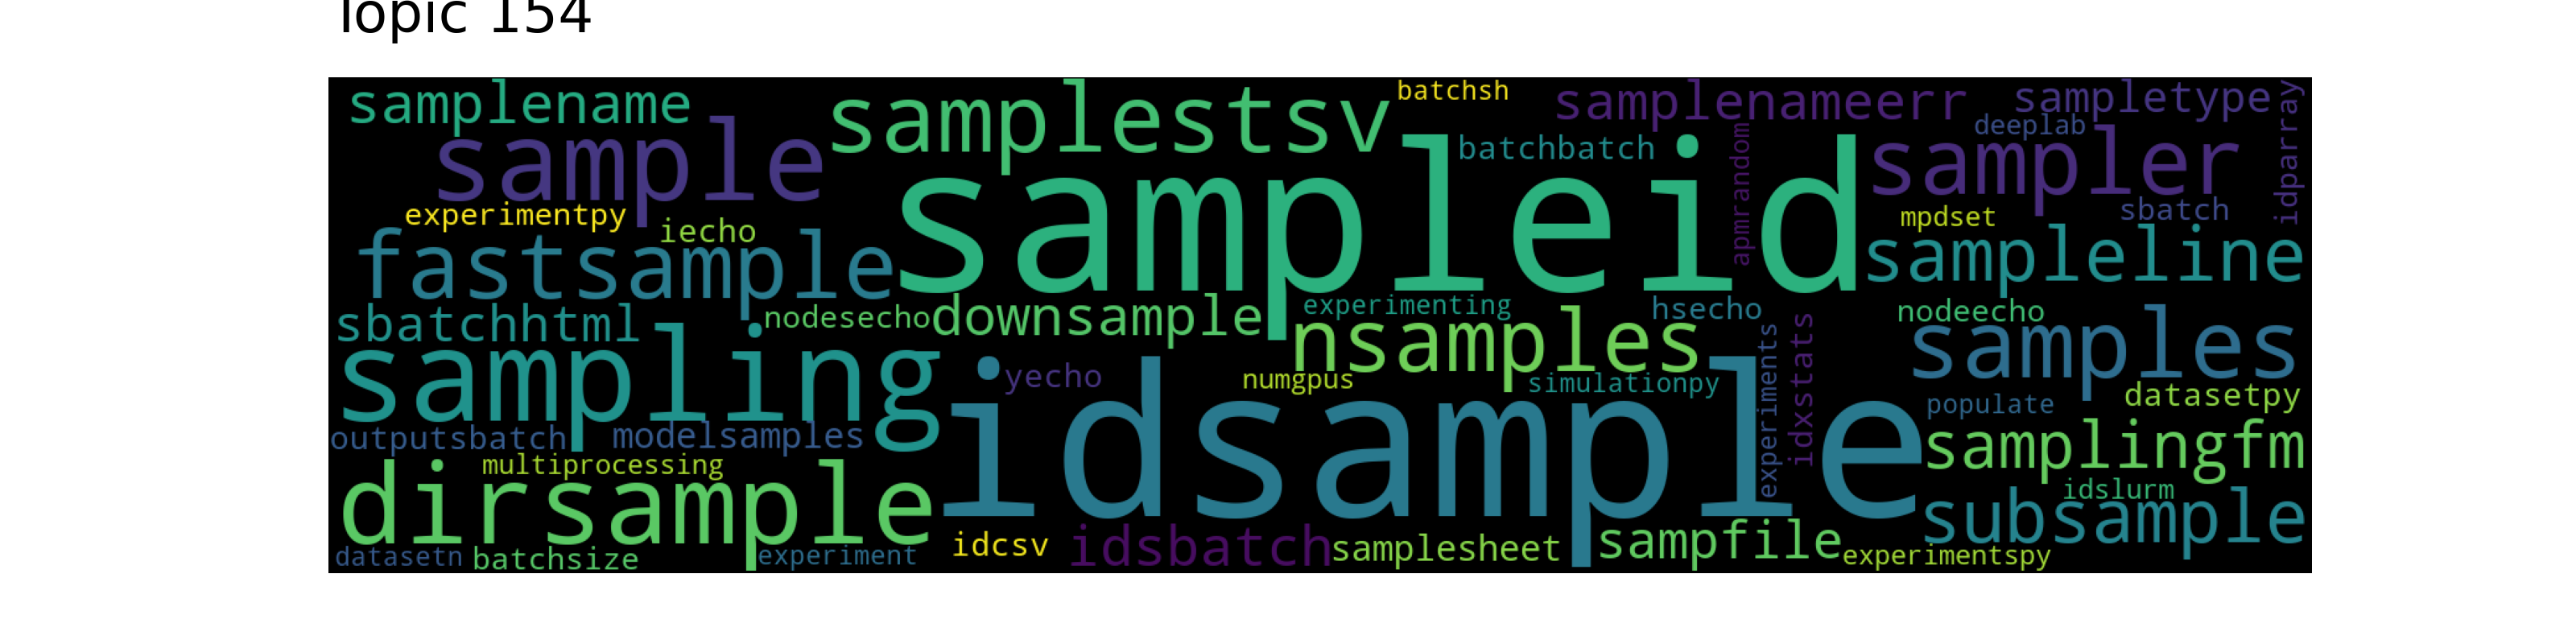 Topic 154
samplename
samplestsv
batchsh
samplenameerr
sampletype
idparray
deeplab
sample
batchbatch
apmrandom
sampler
sampleid
experimentpy
iecho
mpdset
sbatch
fastsample
sampleline
sbatchhtml
nodesecho
downsample
experimenting
hsecho
nodeecho
nsamples
samples
sampling
yecho
numgpus
simulationpy
experiments
idxstats
populate
datasetpy
idsample
outputsbatch
modelsamples
samplingfm
multiprocessing
dirsample
idslurm
subsample
datasetn
batchsize
experiment
idcsv
idsbatch
samplesheet
sampfile
experimentspy